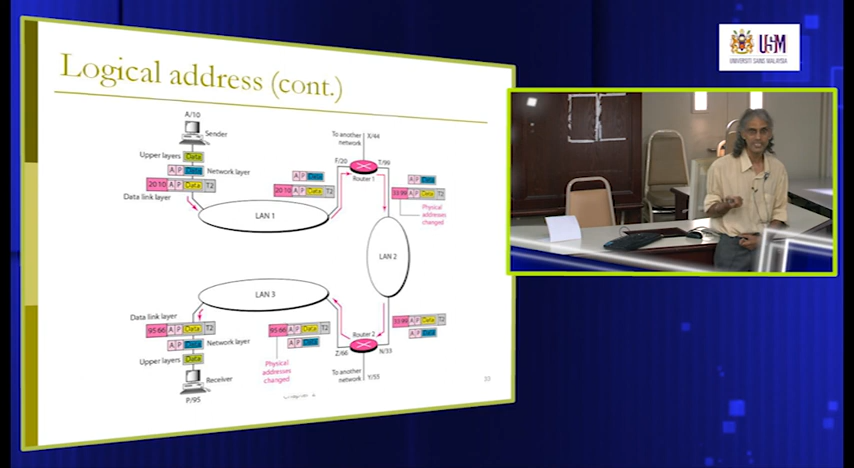 Logical address (cont.)
A/10
Sender
Upper layers Data
A P Data Network layer
20 10 A P Data T2
Data link layer
LAN 1
To another network X/44
F/20 T/99
Router 1
A P Data
20 10 A P Data T2
A P Data
33 99 A P Data T2
Physical
addresses
changed
LAN 2
33 99 A P Data T2
A P Data
Router 2
Z/66 N/33
To another network Y/55
95 66 A P Data T2
A P Data
Physical
addresses
changed
LAN 3
Data link layer
95 66 A P Data T2
A P Data Network layer
Upper layers Data
Receiver
P/95
USM
UNIVERSITI SAINS MALAYSIA